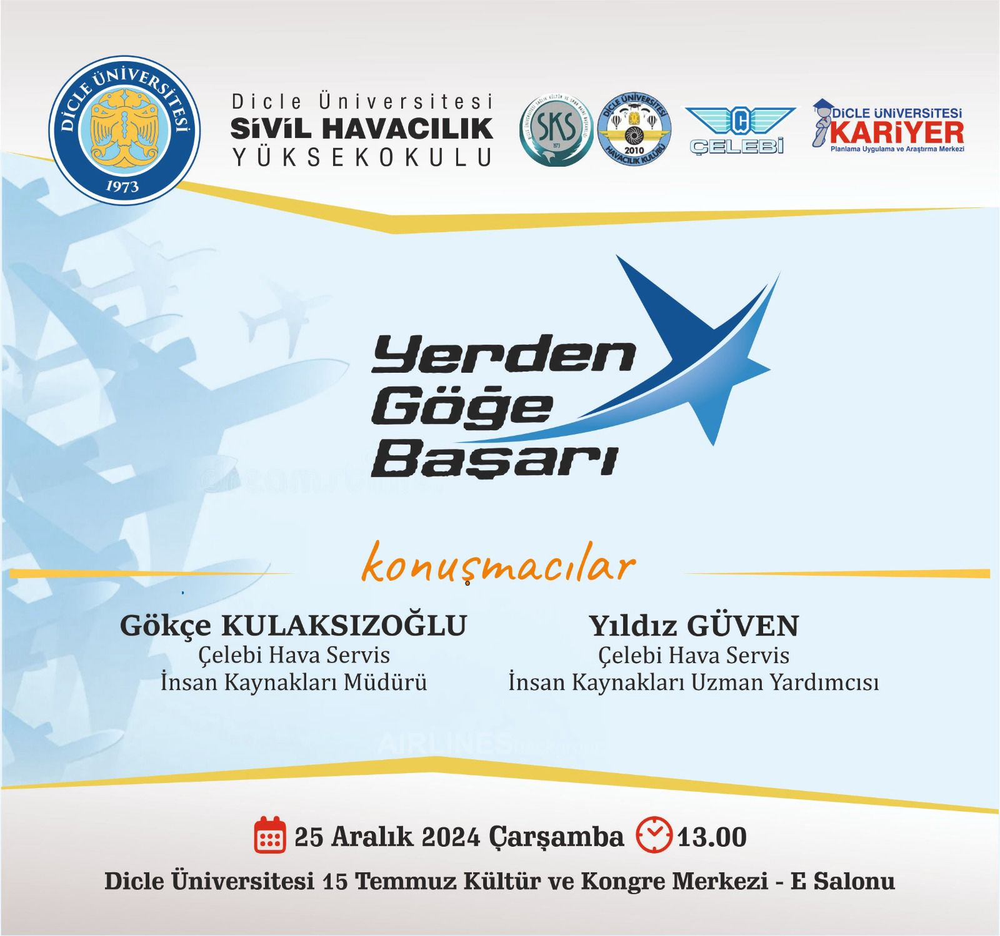 DİCLE ÜNİVERSİTESİ
1973
Dicle Üniversitesi
SİVİL HAVACILIK
YÜKSEKOKULU
SKS
1973
DİCLE ÜNİVERSİTESİ
2010
HAVACILIK KULÜBÜ
ÇELEBİ
DİCLE ÜNİVERSİTESİ
KARİYER
Planlama Uygulama ve Araştırma Merkezi
Yerden
Göğe
Başarı
konuşmacılar
Gökçe KULAKSIZOĞLU
Çelebi Hava Servis
İnsan Kaynakları Müdürü
Yıldız GÜVEN
Çelebi Hava Servis
İnsan Kaynakları Uzman Yardımcısı
AIRLINES
25 Aralık 2024 Çarşamba 13.00
Dicle Üniversitesi 15 Temmuz Kültür ve Kongre Merkezi - E Salonu